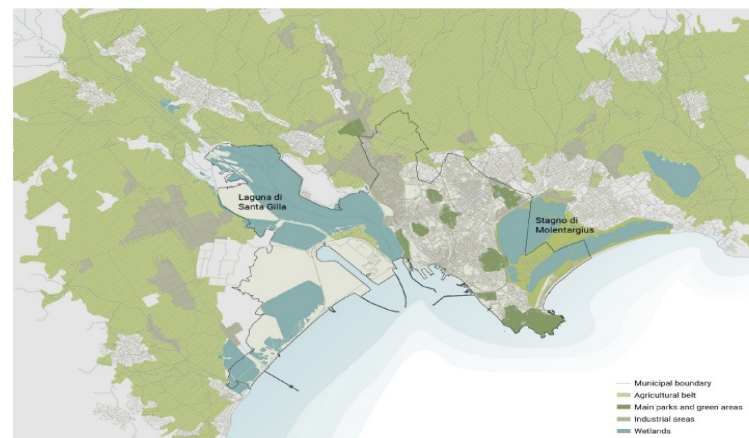 Laguna di
Santa Gilla
Stagno di
Molentargius
Municipal boundary
Agricultural belt
Main parks and green areas
Industrial areas
Wetlands